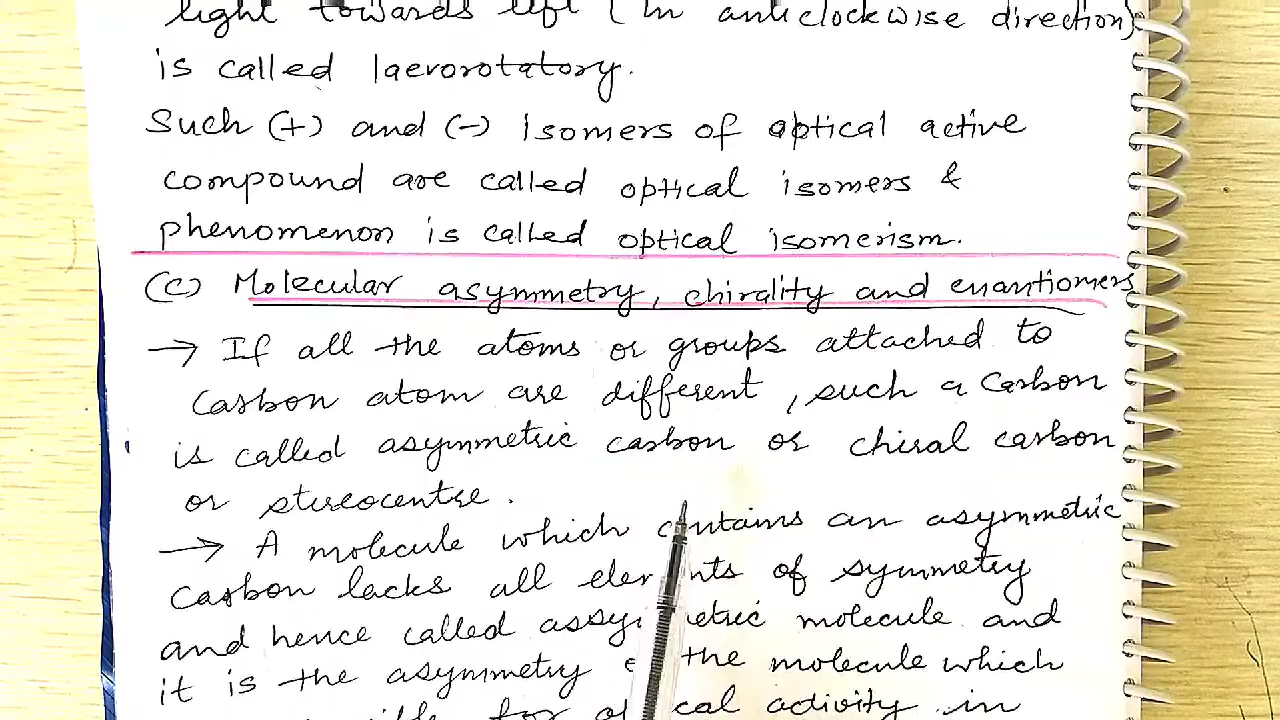 light towards left (in anticlockwise direction)
is called laevorotatory.
Such (+) and (-) isomers of optical active
compound are called optical isomers &
phenomenon is called optical isomerism.
(c) Molecular asymmetry, chirality and enantiomers
→ If all the atoms or groups attached to
carbon atom are different, such a carbon
is called asymmetric carbon or chiral carbon
or stereocentre.
→ A molecule which contains an asymmetric
carbon lacks all elements of symmetry
and hence called assymetric molecule and
it is the asymmetry the molecule which
for activity in